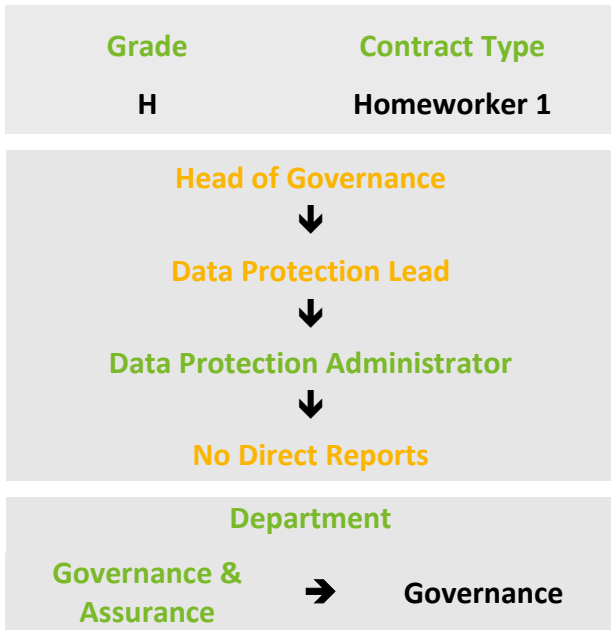 Grade Contract Type
H Homeworker 1
Head of Governance
↓
Data Protection Lead
↓
Data Protection Administrator
↓
No Direct Reports
Department
Governance &
Assurance → Governance